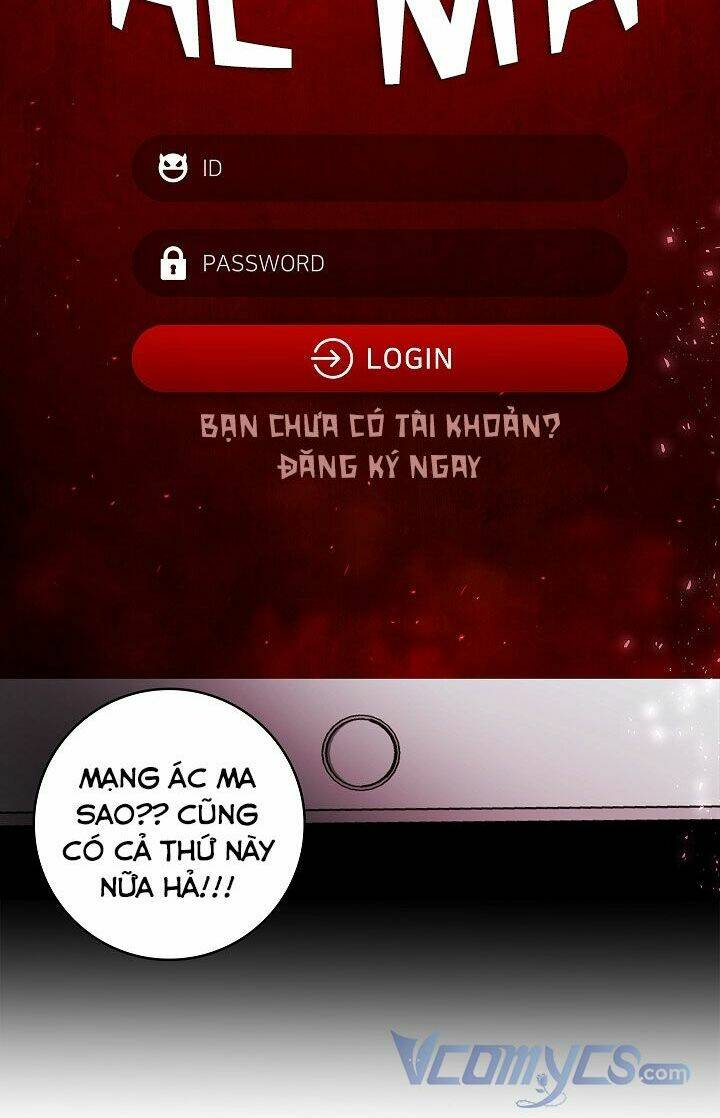 ÁC MA
ID
PASSWORD
LOGIN
BẠN CHƯA CÓ TÀI KHOẢN?
ĐĂNG KÝ NGAY
MẠNG ÁC MA
SAO?? CŨNG
CÓ CẢ THỨ NÀY
NỮA HẢ!!!
VCOMYCS.com